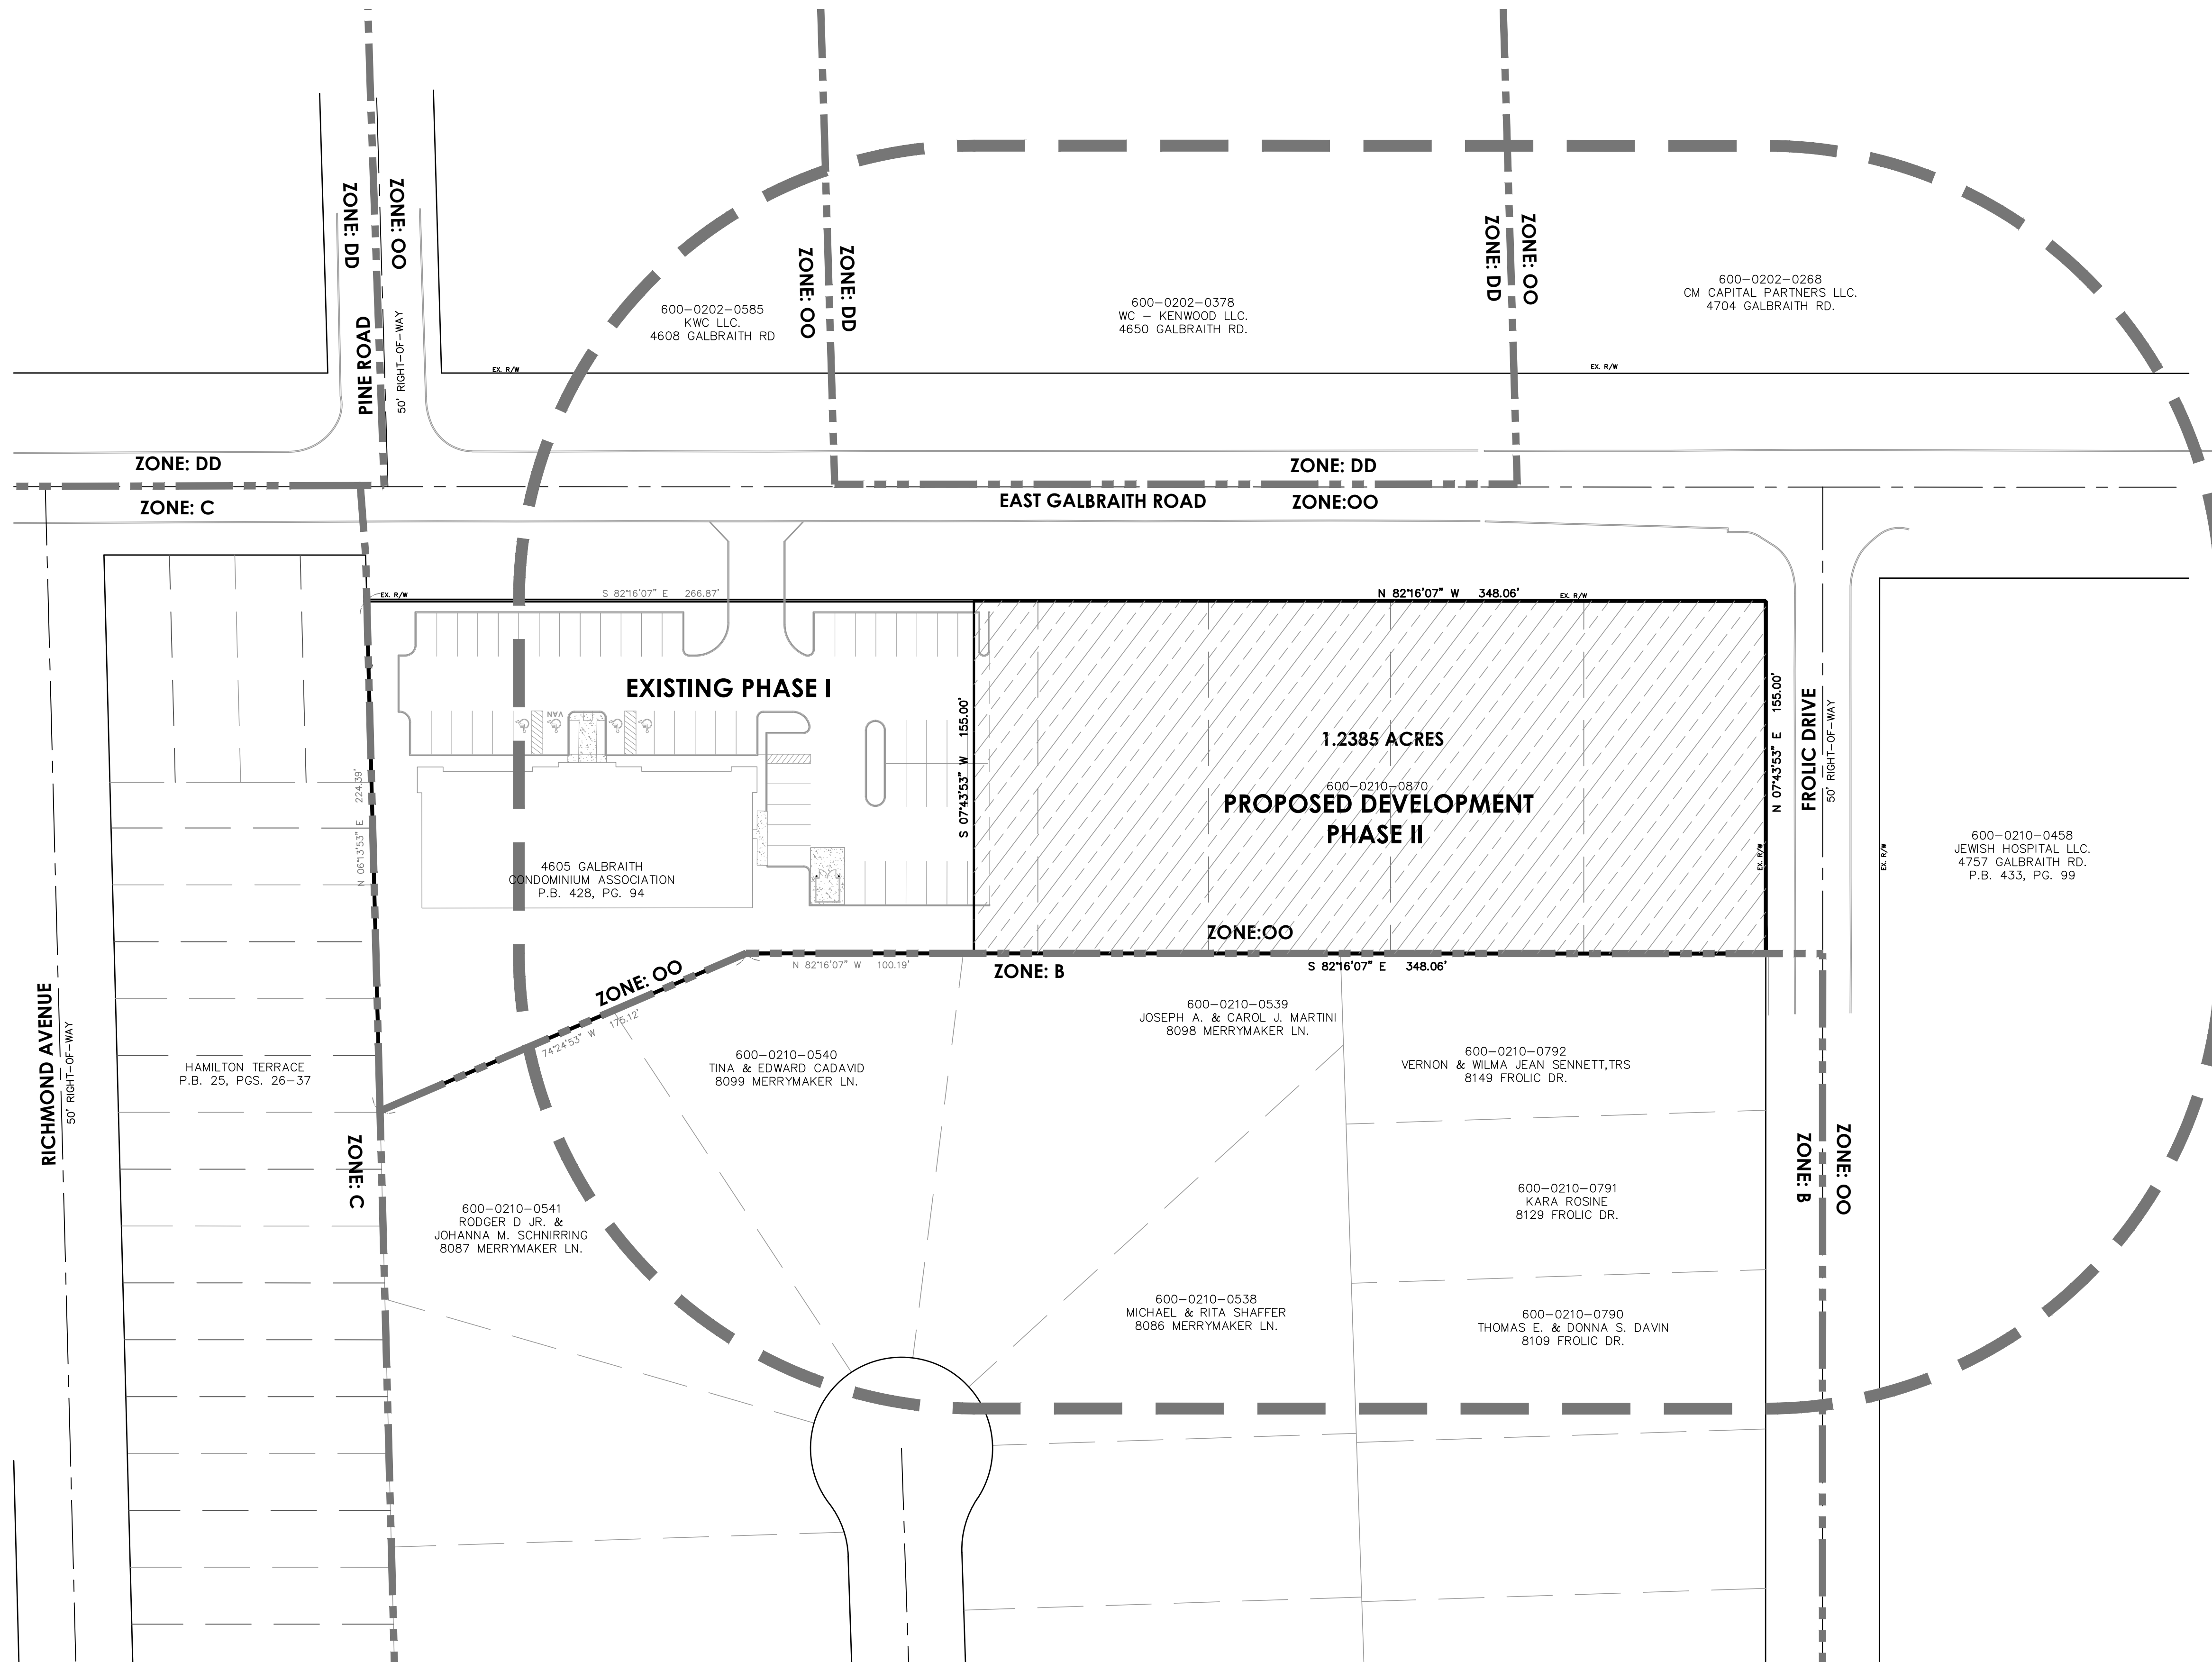 ZONE: DD
ZONE: OO
PINE ROAD
50' RIGHT-OF-WAY
ZONE: OO
ZONE: DD
ZONE: DD
ZONE: OO
600-0202-0585
KWC LLC.
4608 GALBRAITH RD
600-0202-0378
WC - KENWOOD LLC.
4650 GALBRAITH RD.
600-0202-0268
CM CAPITAL PARTNERS LLC.
4704 GALBRAITH RD.
EX. R/W
EX. R/W
ZONE: DD
ZONE: C
ZONE: DD
EAST GALBRAITH ROAD
ZONE:OO
EX. R/W
S 82°16'07" E 266.87'
N 82°16'07" W 348.06'
EX. R/W
EXISTING PHASE I
VAN
S 07°43'53" W 155.00'
1.2385 ACRES
600-0210-0870
PROPOSED DEVELOPMENT
PHASE II
N 07°43'53" E 155.00'
FROLIC DRIVE
50' RIGHT-OF-WAY
EX. R/W
EX. R/W
600-0210-0458
JEWISH HOSPITAL LLC.
4757 GALBRAITH RD.
P.B. 433, PG. 99
N 06°13'53" E 224.39'
4605 GALBRAITH
CONDOMINIUM ASSOCIATION
P.B. 428, PG. 94
ZONE:OO
ZONE: OO
N 82°16'07" W 100.19'
ZONE: B
S 82°16'07" E 348.06'
74°24'53" W 175.12'
RICHMOND AVENUE
50' RIGHT-OF-WAY
HAMILTON TERRACE
P.B. 25, PGS. 26-37
600-0210-0540
TINA & EDWARD CADAVID
8099 MERRYMAKER LN.
600-0210-0539
JOSEPH A. & CAROL J. MARTINI
8098 MERRYMAKER LN.
600-0210-0792
VERNON & WILMA JEAN SENNETT,TRS
8149 FROLIC DR.
ZONE: C
600-0210-0541
RODGER D JR. &
JOHANNA M. SCHNIRRING
8087 MERRYMAKER LN.
600-0210-0791
KARA ROSINE
8129 FROLIC DR.
ZONE: B
ZONE: OO
600-0210-0538
MICHAEL & RITA SHAFFER
8086 MERRYMAKER LN.
600-0210-0790
THOMAS E. & DONNA S. DAVIN
8109 FROLIC DR.